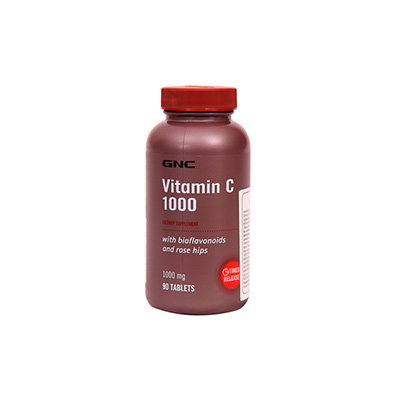 GNC
Vitamin C
1000
DIETARY SUPPLEMENT
with bioflavonoids
and rose hips
1000 mg
90 TABLETS
TIMED
RELEASE